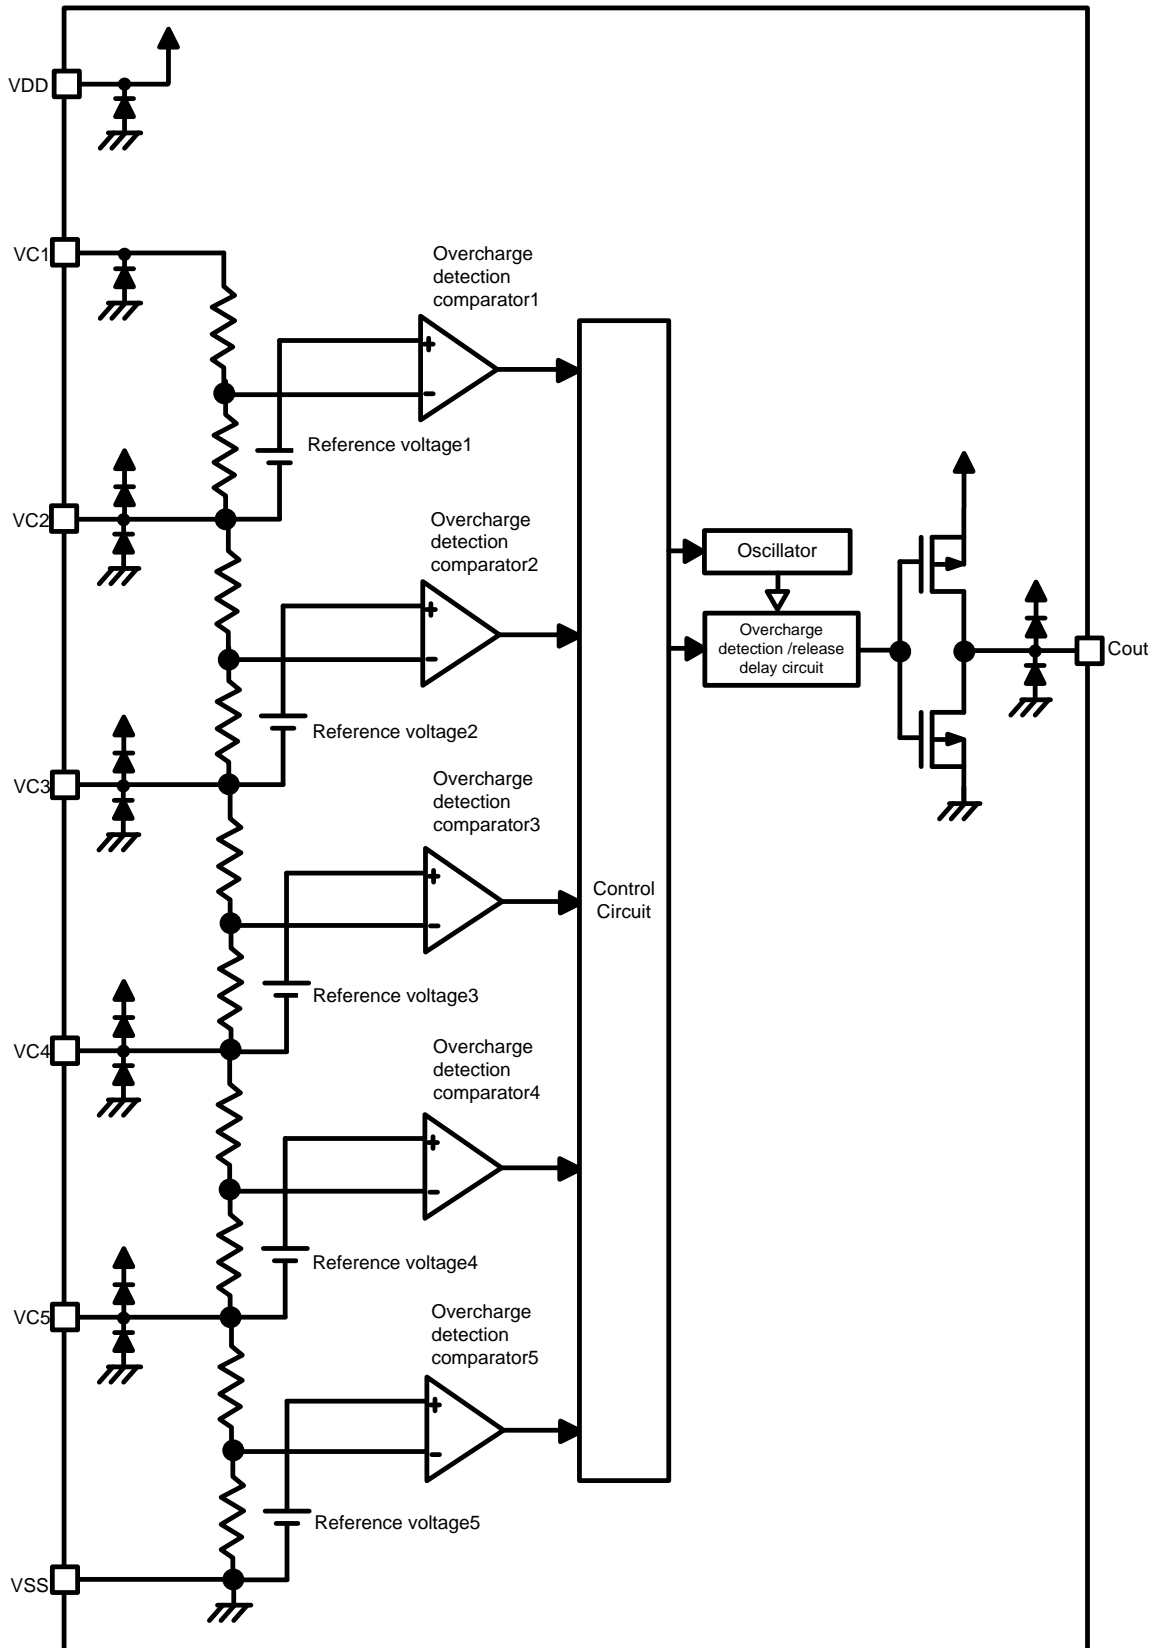 VDD
VC1
Overcharge
detection
comparator1
+
-
Reference voltage1
VC2
Overcharge
detection
comparator2
+
-
Reference voltage2
Oscillator
Overcharge
detection /release
delay circuit
Cout
VC3
Overcharge
detection
comparator3
+
-
Control
Circuit
Reference voltage3
VC4
Overcharge
detection
comparator4
+
-
Reference voltage4
VC5
Overcharge
detection
comparator5
+
-
Reference voltage5
VSS